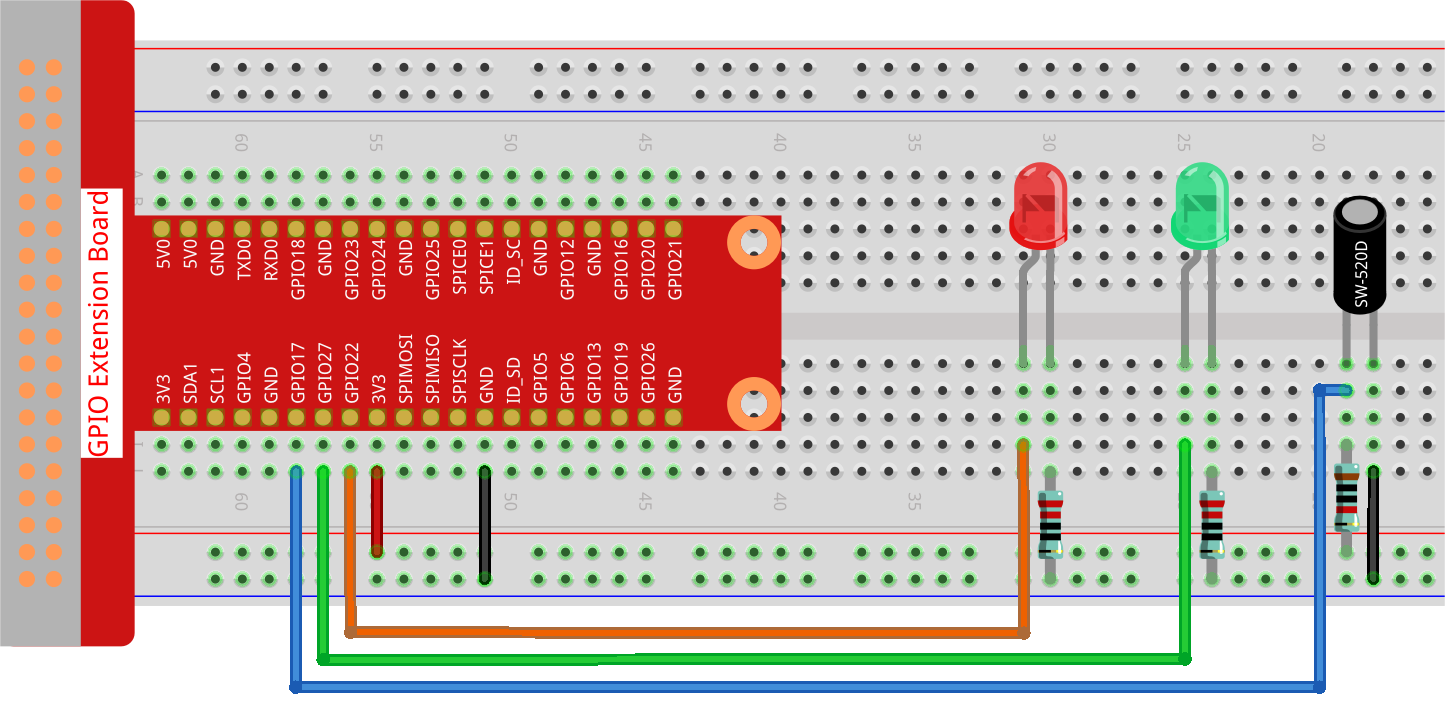 GPIO Extension Board
60 55 50 45 40 35 30 25 20
A
B
5V0 5V0 GND TXD0 RXD0 GPIO18 GND GPIO23 GPIO24 GND GPIO25 SPICE0 SPICE1 ID_SC GND GPIO12 GND GPIO16 GPIO20 GPIO21
SW-520D
3V3 SDA1 SCL1 GPIO4 GND GPIO17 GPIO27 GPIO22 3V3 SPIMOSI SPIMISO SPISCLK GND ID_SD GPIO5 GPIO6 GPIO13 GPIO19 GPIO26 GND
60 50 45 40 35